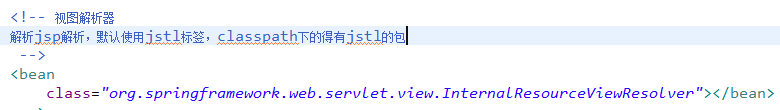 <!-- 视图解析器
解析jsp解析，默认使用jstl标签，classpath下的得有jstl的包
-->
<bean
class="org.springframework.web.servlet.view.InternalResourceViewResolver"></bean>